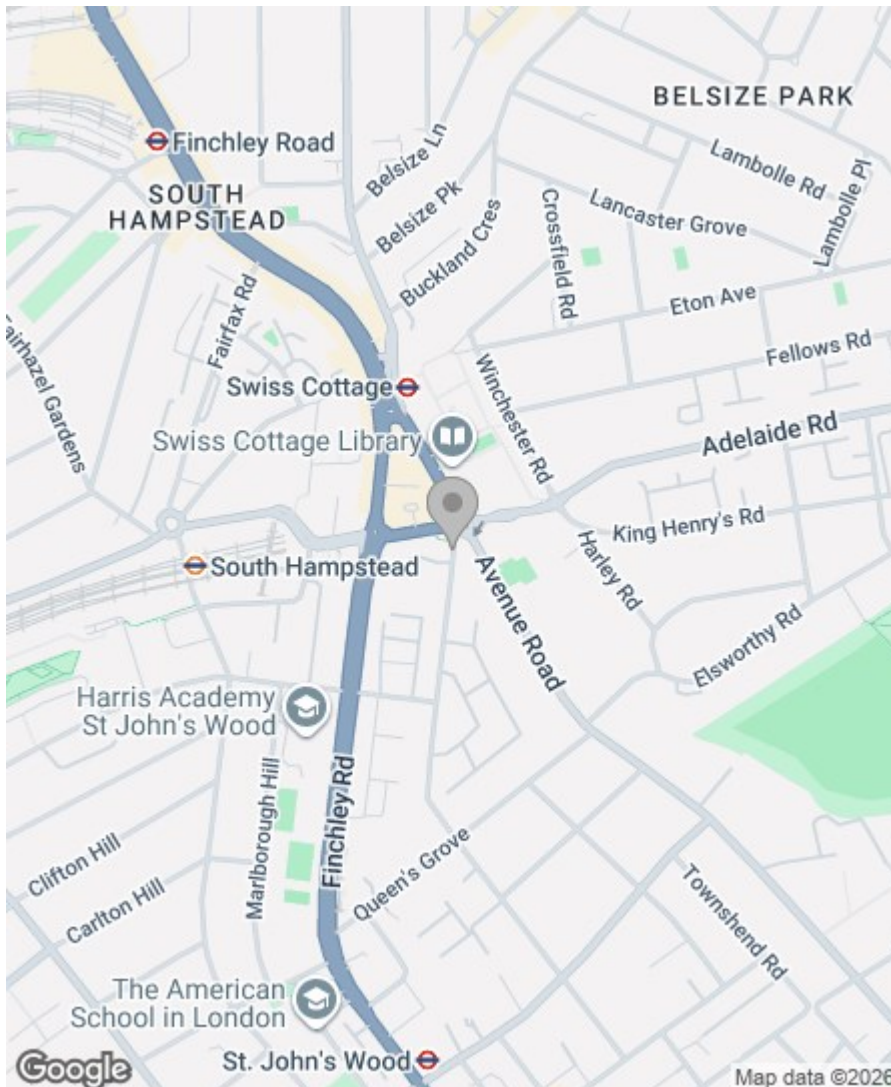 BELSIZE PARK
Finchley Road
SOUTH
HAMPSTEAD
Belsize Ln
Belsize Pk
Buckland Cres
Crossfield Rd
Lambolle Rd
Lambolle Pl
Lancaster Grove
Eton Ave
Fellows Rd
Fairfax Rd
Fairhazel Gardens
Swiss Cottage
Winchester Rd
Swiss Cottage Library
Adelaide Rd
King Henry's Rd
Harley Rd
South Hampstead
Avenue Road
Elsworthy Rd
Harris Academy
St John's Wood
Marlborough Hill
Finchley Rd
Clifton Hill
Carlton Hill
Queen's Grove
Townshend Rd
The American
School in London
St. John's Wood
Google
Map data ©2026